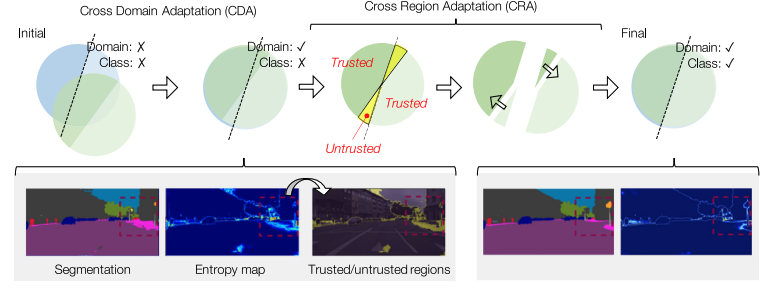 Cross Domain Adaptation (CDA)
Cross Region Adaptation (CRA)
Initial
Domain: ✗
Class: ✗
Domain: ✓
Class: ✗
Trusted
Trusted
Untrusted
Final
Domain: ✓
Class: ✓
Segmentation
Entropy map
Trusted/untrusted regions